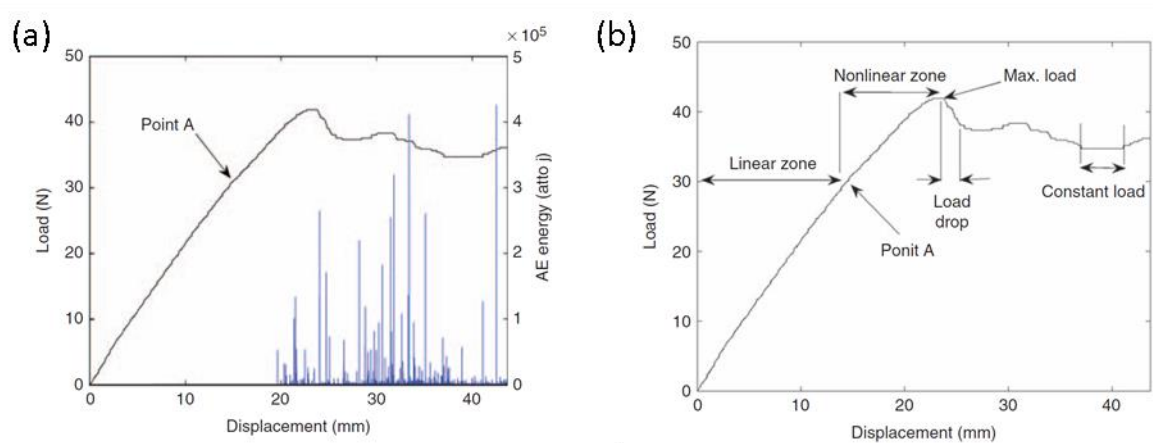 (a)
× 10⁵
50
40
30
20
10
0
Load (N)
Point A
5
4
3
2
1
0
AE energy (atto j)
0
10
20
30
40
Displacement (mm)
(b)
50
40
30
20
10
0
Load (N)
Nonlinear zone
Max. load
Linear zone
Load
drop
Constant load
Ponit A
0
10
20
30
40
Displacement (mm)